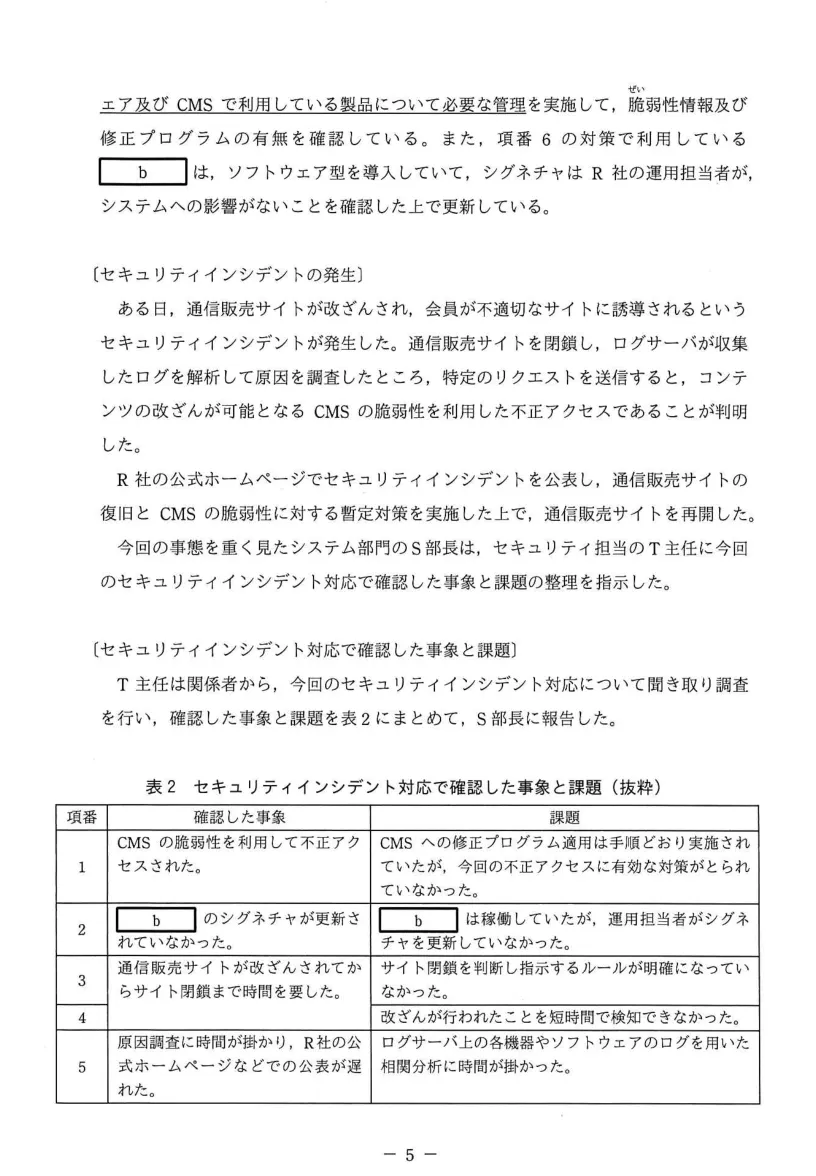 ぜい
ェア及び CMS で利用している製品について必要な管理を実施して，脆弱性情報及び
修正プログラムの有無を確認している。また，項番 6 の対策で利用している
b は，ソフトウェア型を導入していて，シグネチャは R 社の運用担当者が，
システムへの影響がないことを確認した上で更新している。
〔セキュリティインシデントの発生〕
ある日，通信販売サイトが改ざんされ，会員が不適切なサイトに誘導されるという
セキュリティインシデントが発生した。通信販売サイトを閉鎖し，ログサーバが収集
したログを解析して原因を調査したところ，特定のリクエストを送信すると，コンテ
ンツの改ざんが可能となる CMS の脆弱性を利用した不正アクセスであることが判明
した。
R 社の公式ホームページでセキュリティインシデントを公表し，通信販売サイトの
復旧と CMS の脆弱性に対する暫定対策を実施した上で，通信販売サイトを再開した。
今回の事態を重く見たシステム部門のS部長は，セキュリティ担当のT主任に今回
のセキュリティインシデント対応で確認した事象と課題の整理を指示した。
〔セキュリティインシデント対応で確認した事象と課題〕
T 主任は関係者から，今回のセキュリティインシデント対応について聞き取り調査
を行い，確認した事象と課題を表2にまとめて，S部長に報告した。
表2 セキュリティインシデント対応で確認した事象と課題（抜粋）
項番 確認した事象 課題
1
CMS の脆弱性を利用して不正アク
セスされた。
CMS への修正プログラム適用は手順どおり実施され
ていたが，今回の不正アクセスに有効な対策がとられ
ていなかった。
2
b のシグネチャが更新さ
れていなかった。
b は稼働していたが，運用担当者がシグネ
チャを更新していなかった。
3
通信販売サイトが改ざんされてか
らサイト閉鎖まで時間を要した。
サイト閉鎖を判断し指示するルールが明確になってい
なかった。
4
改ざんが行われたことを短時間で検知できなかった。
5
原因調査に時間が掛かり，R社の公
式ホームページなどでの公表が遅
れた。
ログサーバ上の各機器やソフトウェアのログを用いた
相関分析に時間が掛かった。
－ 5 －